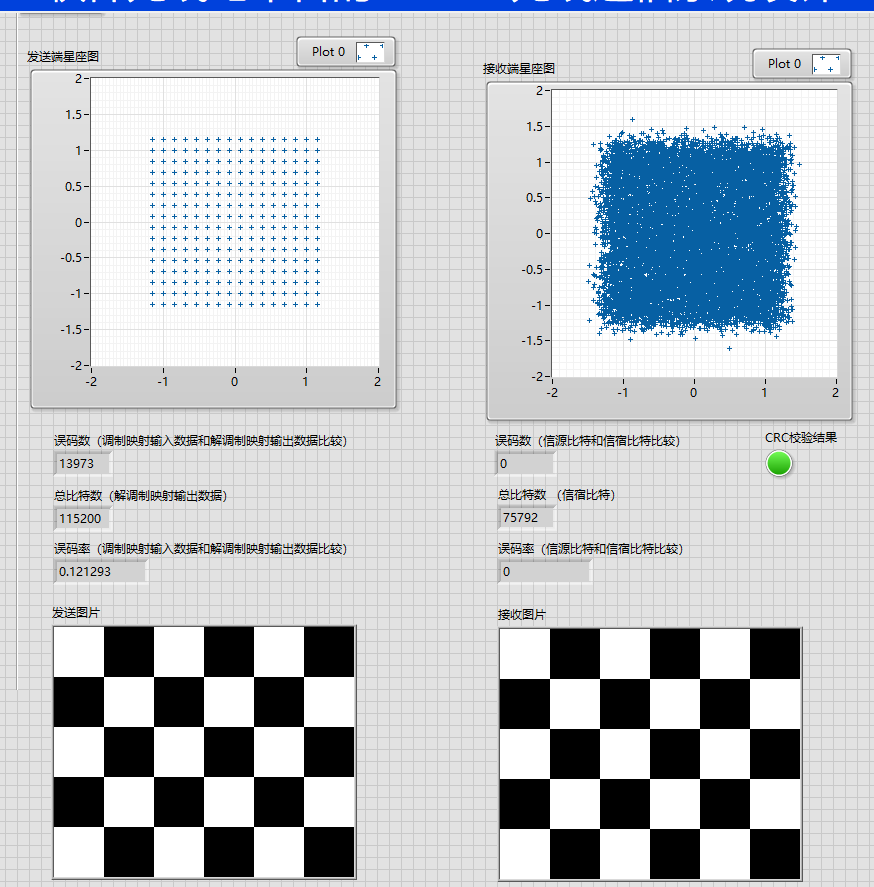 发送端星座图
Plot 0
2
1.5
1
0.5
0
-0.5
-1
-1.5
-2
-2 -1 0 1 2
接收端星座图
Plot 0
2
1.5
1
0.5
0
-0.5
-1
-1.5
-2
-2 -1 0 1 2
误码数（调制映射输入数据和解调制映射输出数据比较）
13973
总比特数（解调制映射输出数据）
115200
误码率（调制映射输入数据和解调制映射输出数据比较）
0.121293
误码数（信源比特和信宿比特比较）
0
CRC校验结果
总比特数 （信宿比特）
75792
误码率（信源比特和信宿比特比较）
0
发送图片
接收图片